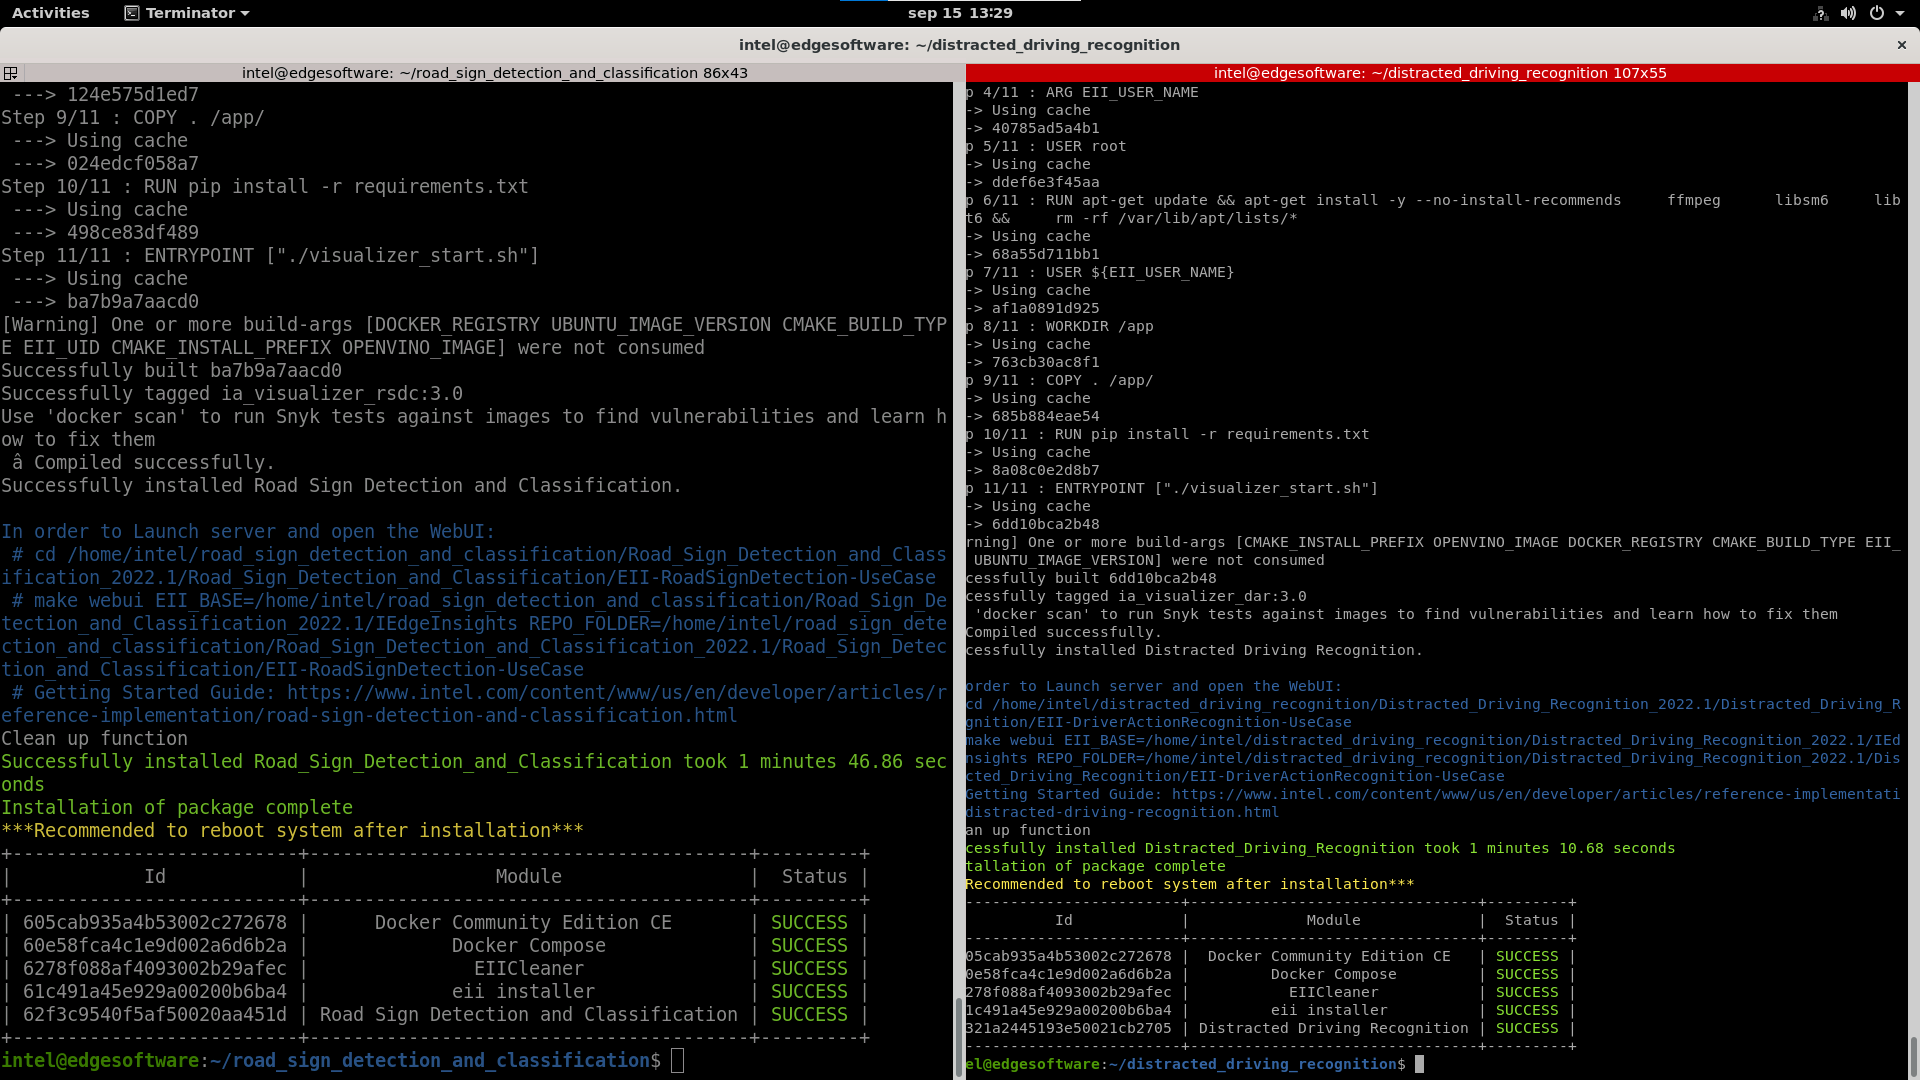 Activities
Terminator
sep 15 13:29
intel@edgesoftware: ~/distracted_driving_recognition
intel@edgesoftware: ~/road_sign_detection_and_classification 86x43
 ---> 124e575d1ed7
Step 9/11 : COPY . /app/
 ---> Using cache
 ---> 024edcf058a7
Step 10/11 : RUN pip install -r requirements.txt
 ---> Using cache
 ---> 498ce83df489
Step 11/11 : ENTRYPOINT ["./visualizer_start.sh"]
 ---> Using cache
 ---> ba7b9a7aacd0
[Warning] One or more build-args [DOCKER_REGISTRY UBUNTU_IMAGE_VERSION CMAKE_BUILD_TYP
E EII_UID CMAKE_INSTALL_PREFIX OPENVINO_IMAGE] were not consumed
Successfully built ba7b9a7aacd0
Successfully tagged ia_visualizer_rsdc:3.0
Use 'docker scan' to run Snyk tests against images to find vulnerabilities and learn h
ow to fix them
 â Compiled successfully.
Successfully installed Road Sign Detection and Classification.
In order to Launch server and open the WebUI:
 # cd /home/intel/road_sign_detection_and_classification/Road_Sign_Detection_and_Class
ification_2022.1/Road_Sign_Detection_and_Classification/EII-RoadSignDetection-UseCase
 # make webui EII_BASE=/home/intel/road_sign_detection_and_classification/Road_Sign_De
tection_and_Classification_2022.1/IEdgeInsights REPO_FOLDER=/home/intel/road_sign_dete
ction_and_classification/Road_Sign_Detection_and_Classification_2022.1/Road_Sign_Detec
tion_and_Classification/EII-RoadSignDetection-UseCase
 # Getting Started Guide: https://www.intel.com/content/www/us/en/developer/articles/r
eference-implementation/road-sign-detection-and-classification.html
Clean up function
Successfully installed Road_Sign_Detection_and_Classification took 1 minutes 46.86 sec
onds
Installation of package complete
***Recommended to reboot system after installation***
+--------------------------+----------------------------------------+---------+
| Id | Module | Status |
+--------------------------+----------------------------------------+---------+
| 605cab935a4b53002c272678 | Docker Community Edition CE | SUCCESS |
| 60e58fca4c1e9d002a6d6b2a | Docker Compose | SUCCESS |
| 6278f088af4093002b29afec | EIICleaner | SUCCESS |
| 61c491a45e929a00200b6ba4 | eii installer | SUCCESS |
| 62f3c9540f5af50020aa451d | Road Sign Detection and Classification | SUCCESS |
+--------------------------+----------------------------------------+---------+
intel@edgesoftware:~/road_sign_detection_and_classification$
intel@edgesoftware: ~/distracted_driving_recognition 107x55
p 4/11 : ARG EII_USER_NAME
-> Using cache
-> 40785ad5a4b1
p 5/11 : USER root
-> Using cache
-> ddef6e3f45aa
p 6/11 : RUN apt-get update && apt-get install -y --no-install-recommends     ffmpeg      libsm6     lib
t6 &&     rm -rf /var/lib/apt/lists/*
-> Using cache
-> 68a55d711bb1
p 7/11 : USER ${EII_USER_NAME}
-> Using cache
-> af1a0891d925
p 8/11 : WORKDIR /app
-> Using cache
-> 763cb30ac8f1
p 9/11 : COPY . /app/
-> Using cache
-> 685b884eae54
p 10/11 : RUN pip install -r requirements.txt
-> Using cache
-> 8a08c0e2d8b7
p 11/11 : ENTRYPOINT ["./visualizer_start.sh"]
-> Using cache
-> 6dd10bca2b48
rning] One or more build-args [CMAKE_INSTALL_PREFIX OPENVINO_IMAGE DOCKER_REGISTRY CMAKE_BUILD_TYPE EII_
 UBUNTU_IMAGE_VERSION] were not consumed
cessfully built 6dd10bca2b48
cessfully tagged ia_visualizer_dar:3.0
 'docker scan' to run Snyk tests against images to find vulnerabilities and learn how to fix them
Compiled successfully.
cessfully installed Distracted Driving Recognition.
order to Launch server and open the WebUI:
cd /home/intel/distracted_driving_recognition/Distracted_Driving_Recognition_2022.1/Distracted_Driving_R
gnition/EII-DriverActionRecognition-UseCase
make webui EII_BASE=/home/intel/distracted_driving_recognition/Distracted_Driving_Recognition_2022.1/IEd
nsights REPO_FOLDER=/home/intel/distracted_driving_recognition/Distracted_Driving_Recognition_2022.1/Dis
cted_Driving_Recognition/EII-DriverActionRecognition-UseCase
Getting Started Guide: https://www.intel.com/content/www/us/en/developer/articles/reference-implementati
distracted-driving-recognition.html
an up function
cessfully installed Distracted_Driving_Recognition took 1 minutes 10.68 seconds
tallation of package complete
Recommended to reboot system after installation***
------------------------+--------------------------------+---------+
Id | Module | Status |
------------------------+--------------------------------+---------+
05cab935a4b53002c272678 | Docker Community Edition CE | SUCCESS |
0e58fca4c1e9d002a6d6b2a | Docker Compose | SUCCESS |
278f088af4093002b29afec | EIICleaner | SUCCESS |
1c491a45e929a00200b6ba4 | eii installer | SUCCESS |
321a2445193e50021cb2705 | Distracted Driving Recognition | SUCCESS |
------------------------+--------------------------------+---------+
el@edgesoftware:~/distracted_driving_recognition$